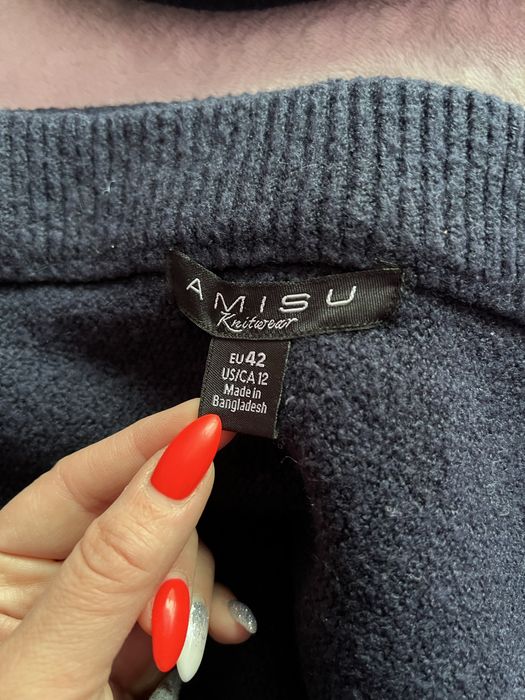 AMISU
Knitwear
EU 42
US/CA 12
Made in
Bangladesh